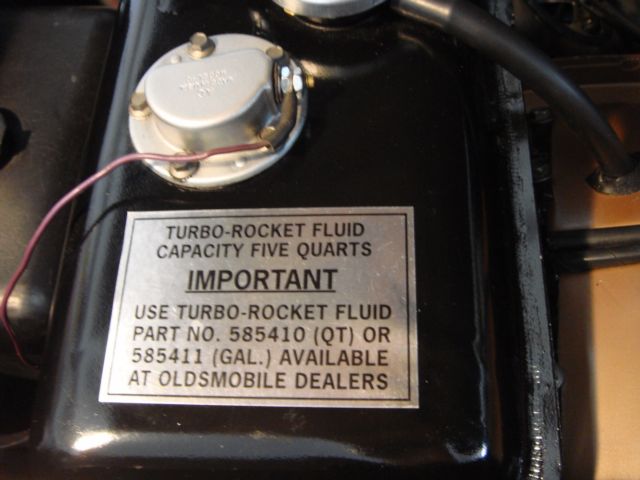 TURBO-ROCKET FLUID
CAPACITY FIVE QUARTS
IMPORTANT
USE TURBO-ROCKET FLUID
PART NO. 585410 (QT) OR
585411 (GAL.) AVAILABLE
AT OLDSMOBILE DEALERS